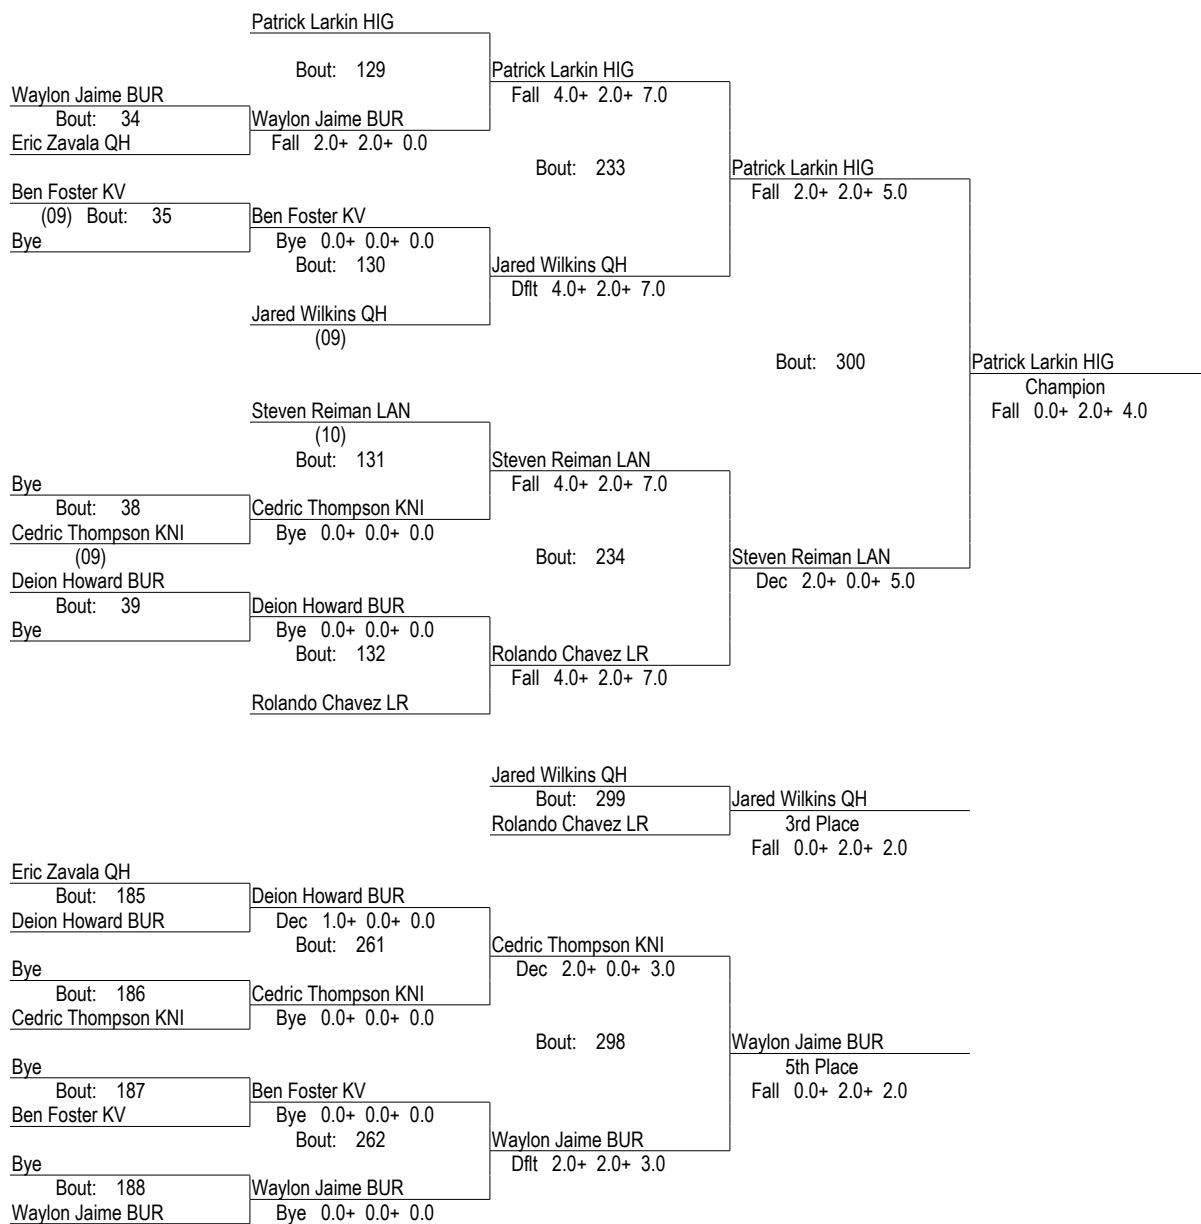 Patrick Larkin HIG
Bout: 129
Patrick Larkin HIG
Waylon Jaime BUR
Fall 4.0+ 2.0+ 7.0
Bout: 34
Waylon Jaime BUR
Eric Zavala QH
Fall 2.0+ 2.0+ 0.0
Bout: 233
Patrick Larkin HIG
Ben Foster KV
Fall 2.0+ 2.0+ 5.0
(09) Bout: 35
Ben Foster KV
Bye
Bye 0.0+ 0.0+ 0.0
Bout: 130
Jared Wilkins QH
Dflt 4.0+ 2.0+ 7.0
Jared Wilkins QH
(09)
Bout: 300
Patrick Larkin HIG
Champion
Steven Reiman LAN
Fall 0.0+ 2.0+ 4.0
(10)
Bout: 131
Steven Reiman LAN
Bye
Fall 4.0+ 2.0+ 7.0
Bout: 38
Cedric Thompson KNI
Cedric Thompson KNI
Bye 0.0+ 0.0+ 0.0
(09)
Bout: 234
Steven Reiman LAN
Deion Howard BUR
Dec 2.0+ 0.0+ 5.0
Bout: 39
Deion Howard BUR
Bye
Bye 0.0+ 0.0+ 0.0
Bout: 132
Rolando Chavez LR
Fall 4.0+ 2.0+ 7.0
Rolando Chavez LR
Jared Wilkins QH
Bout: 299
Jared Wilkins QH
Rolando Chavez LR
3rd Place
Fall 0.0+ 2.0+ 2.0
Eric Zavala QH
Bout: 185
Deion Howard BUR
Deion Howard BUR
Dec 1.0+ 0.0+ 0.0
Bout: 261
Cedric Thompson KNI
Bye
Dec 2.0+ 0.0+ 3.0
Bout: 186
Cedric Thompson KNI
Cedric Thompson KNI
Bye 0.0+ 0.0+ 0.0
Bout: 298
Waylon Jaime BUR
Bye
5th Place
Bout: 187
Ben Foster KV
Fall 0.0+ 2.0+ 2.0
Ben Foster KV
Bye 0.0+ 0.0+ 0.0
Bout: 262
Waylon Jaime BUR
Bye
Dflt 2.0+ 2.0+ 3.0
Bout: 188
Waylon Jaime BUR
Waylon Jaime BUR
Bye 0.0+ 0.0+ 0.0